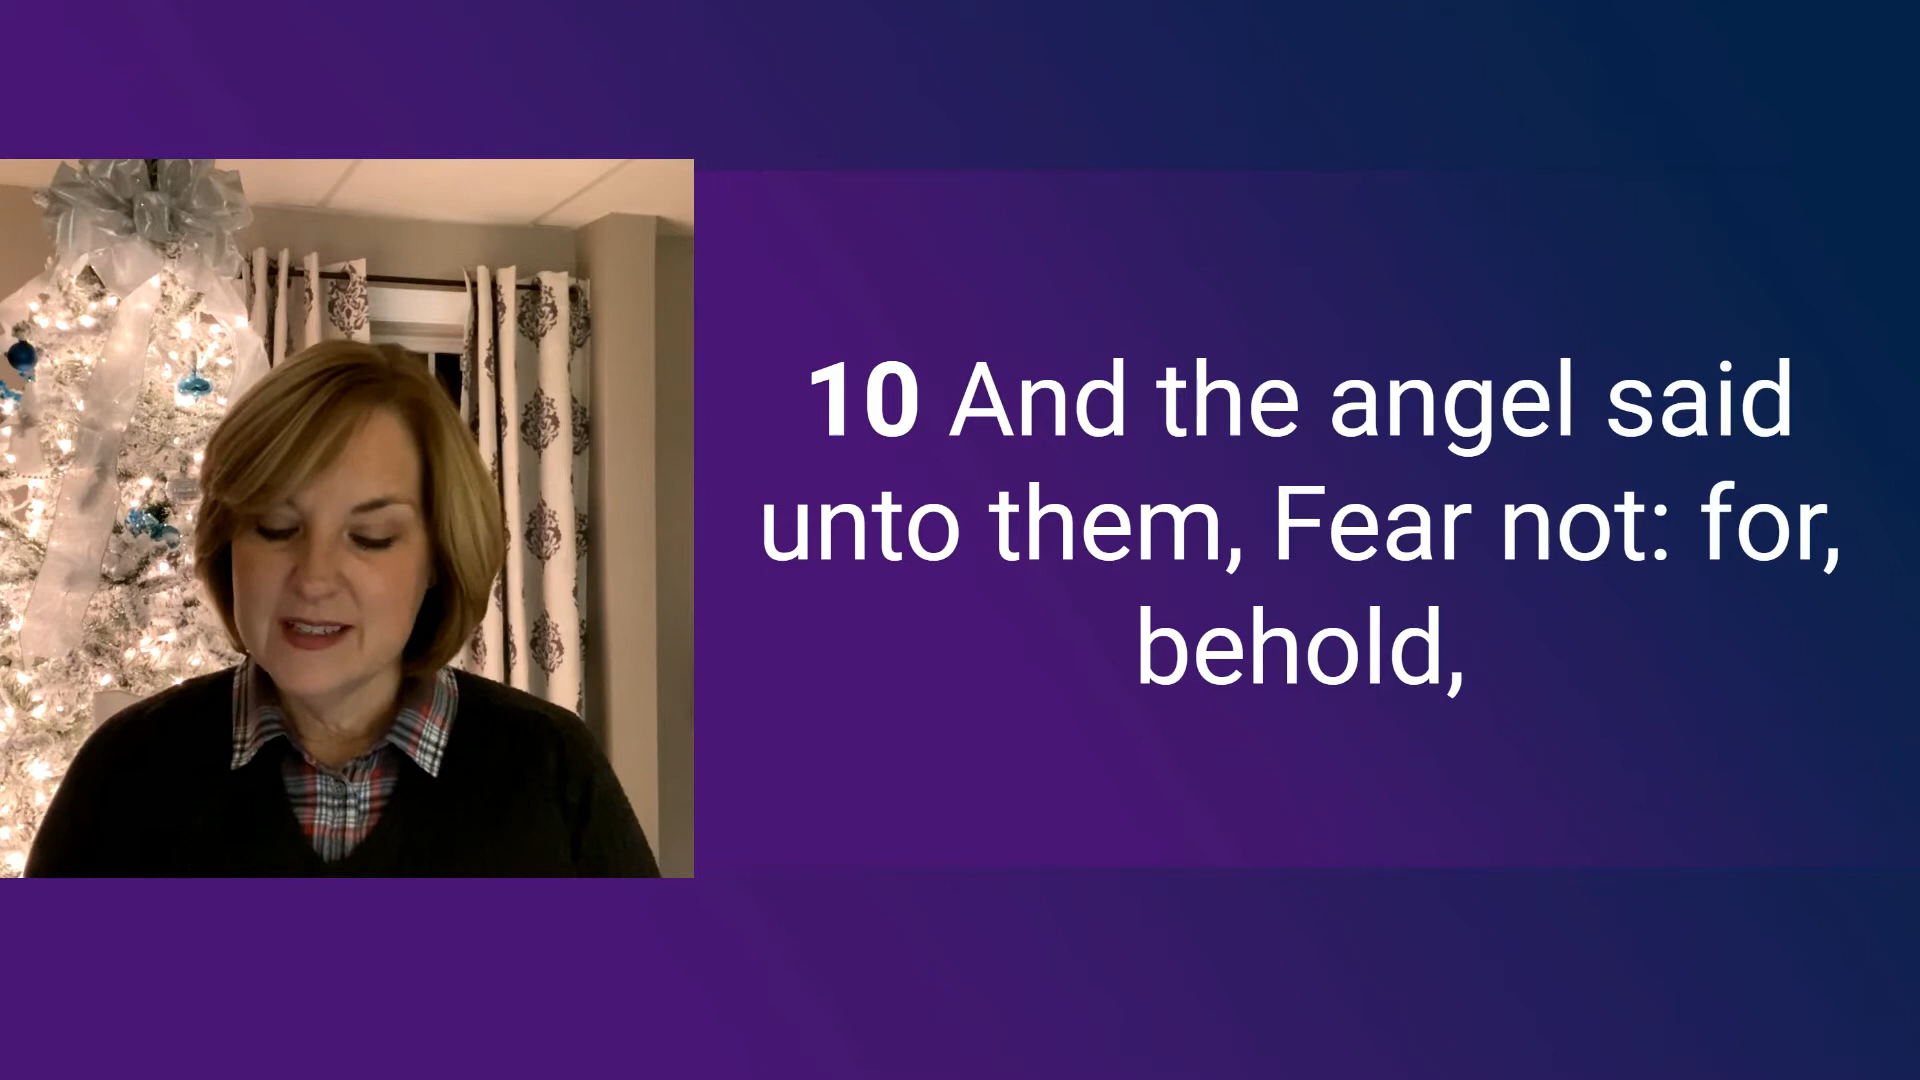 10 And the angel said
unto them, Fear not: for,
behold,